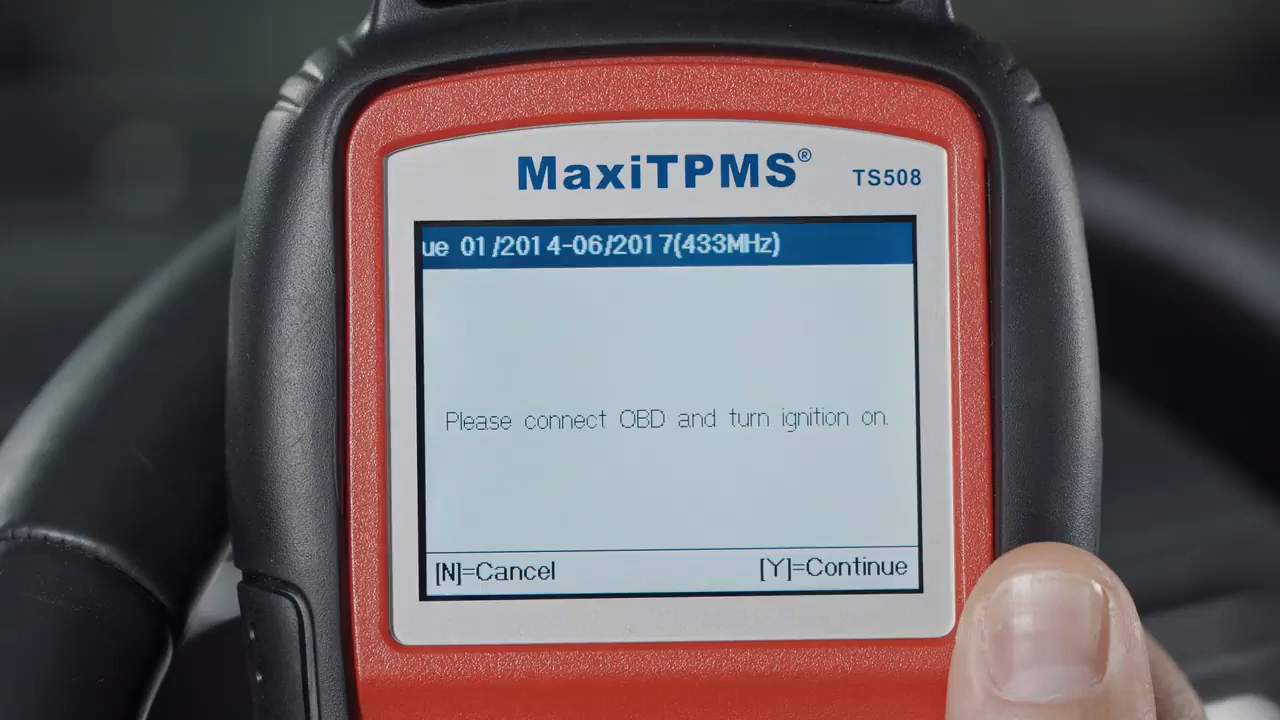 MaxiTPMS®
TS508
ue 01/2014-06/2017(433MHz)
Please connect OBD and turn ignition on.
[N]=Cancel [Y]=Continue